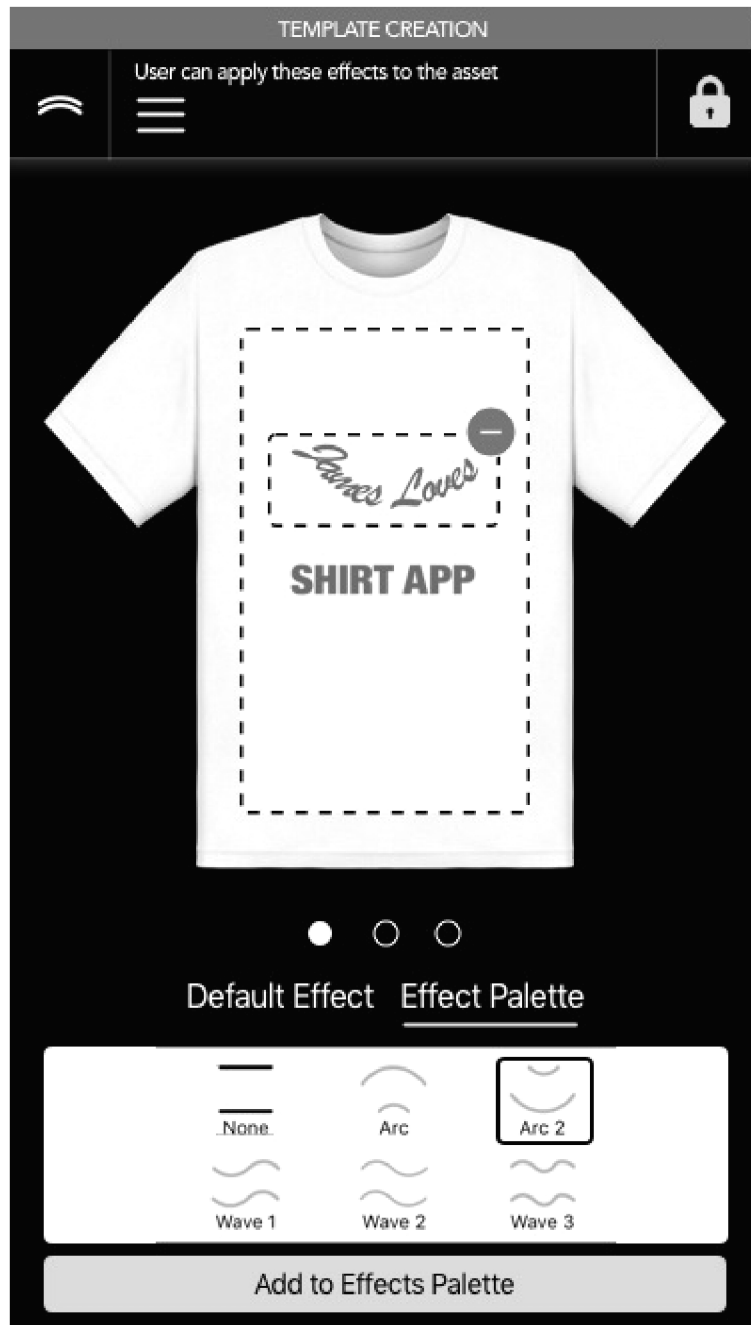 TEMPLATE CREATION
User can apply these effects to the asset
James Loves
SHIRT APP
Default Effect Effect Palette
None Arc Arc 2
Wave 1 Wave 2 Wave 3
Add to Effects Palette